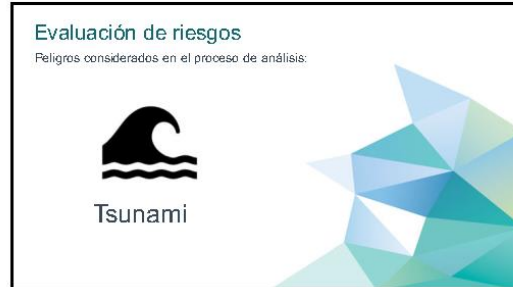 Evaluación de riesgos
Peligros considerados en el proceso de análisis:
Tsunami